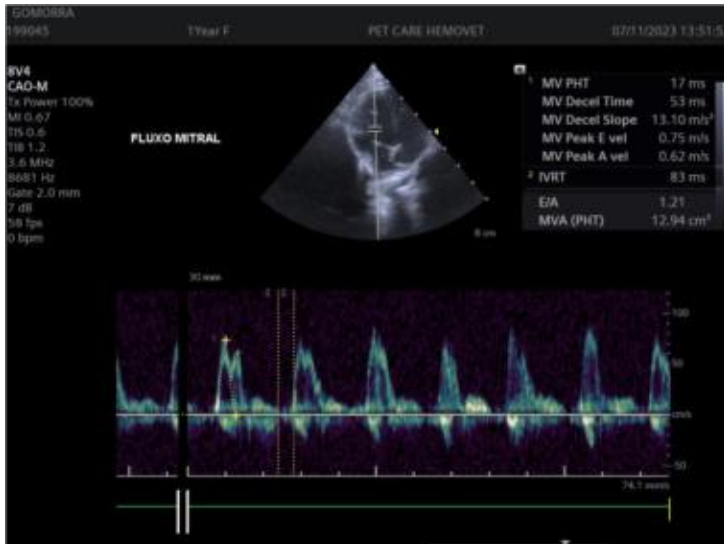 GOMORRA
199045 1Year F PET CARE HEMOVET 07/11/2023 13:51:5
8V4
CAO-M
Tx Power 100%
MI 0.67
TIS 0.6
TIB 1.2
3.6 MHz
8681 Hz
Gate 2.0 mm
7 dB
58 fps
0 bpm
FLUXO MITRAL
8 cm
1 MV PHT 17 ms
MV Decel Time 53 ms
MV Decel Slope 13.10 m/s²
MV Peak E vel 0.75 m/s
MV Peak A vel 0.62 m/s
2 IVRT 83 ms
E/A 1.21
MVA (PHT) 12.94 cm²
30 mm
100
50
cm/s
-50
74.1 mm/s